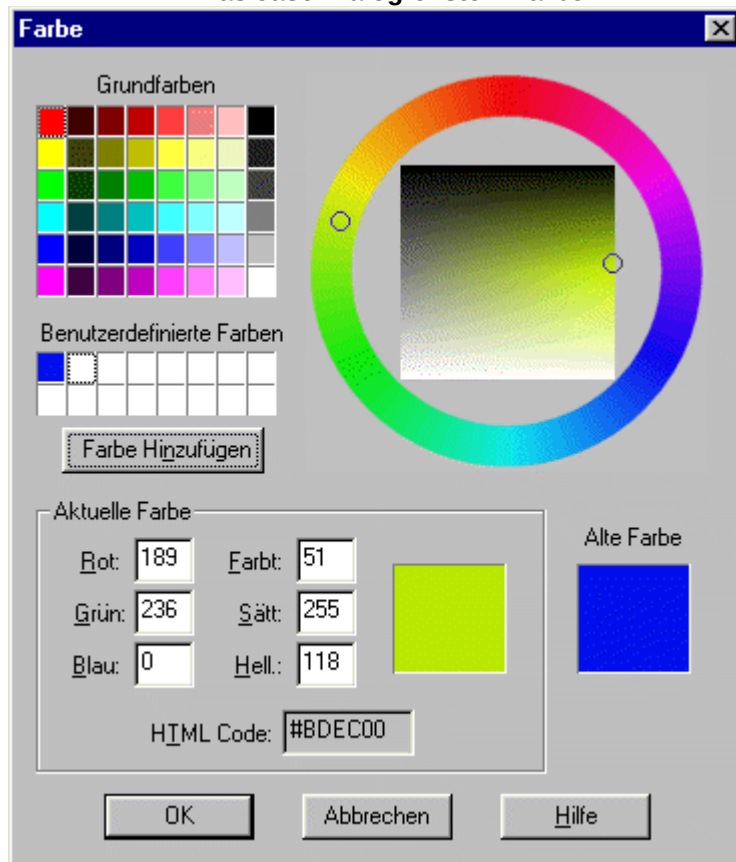 Farbe
Grundfarben
Benutzerdefinierte Farben
Farbe Hinzufügen
Aktuelle Farbe
Rot: 189 Farbt: 51
Grün: 236 Sätt: 255
Blau: 0 Hell.: 118
HTML Code: #BDEC00
Alte Farbe
OK Abbrechen Hilfe